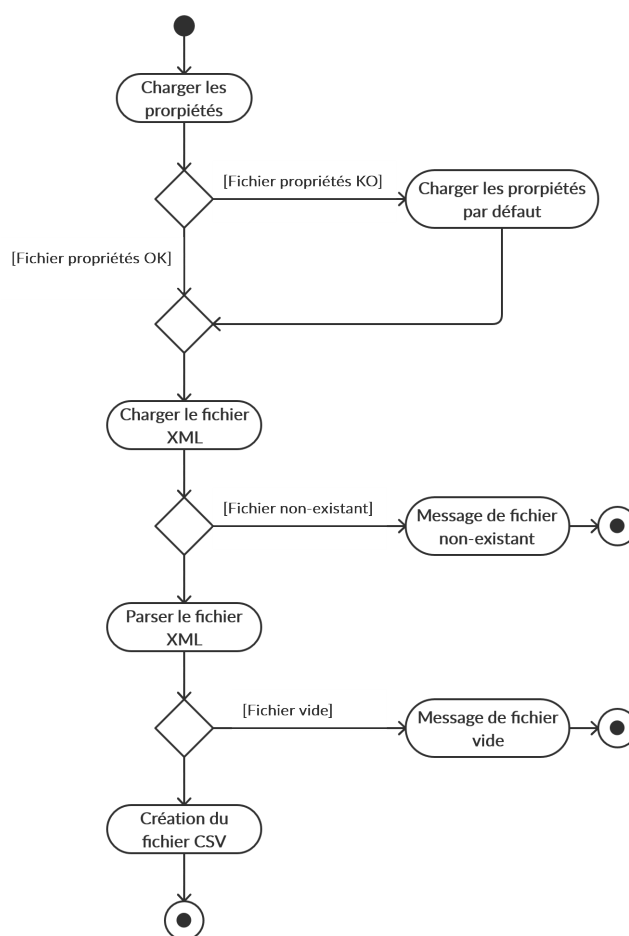 Charger les
prorpiétés
[Fichier propriétés KO]
Charger les prorpiétés
par défaut
[Fichier propriétés OK]
Charger le fichier
XML
[Fichier non-existant]
Message de fichier
non-existant
Parser le fichier
XML
[Fichier vide]
Message de fichier
vide
Création du
fichier CSV